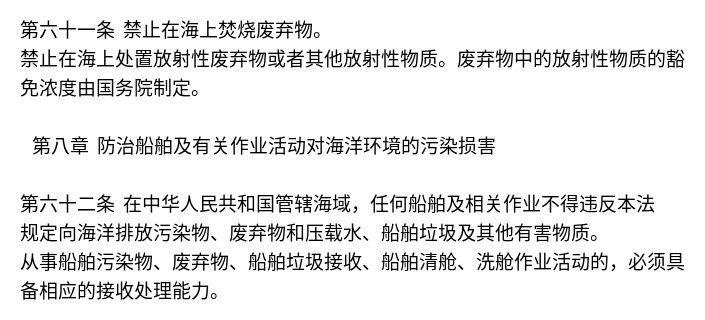 第六十一条 禁止在海上焚烧废弃物。
禁止在海上处置放射性废弃物或者其他放射性物质。废弃物中的放射性物质的豁
免浓度由国务院制定。
第八章 防治船舶及有关作业活动对海洋环境的污染损害
第六十二条 在中华人民共和国管辖海域，任何船舶及相关作业不得违反本法
规定向海洋排放污染物、废弃物和压载水、船舶垃圾及其他有害物质。
从事船舶污染物、废弃物、船舶垃圾接收、船舶清舱、洗舱作业活动的，必须具
备相应的接收处理能力。